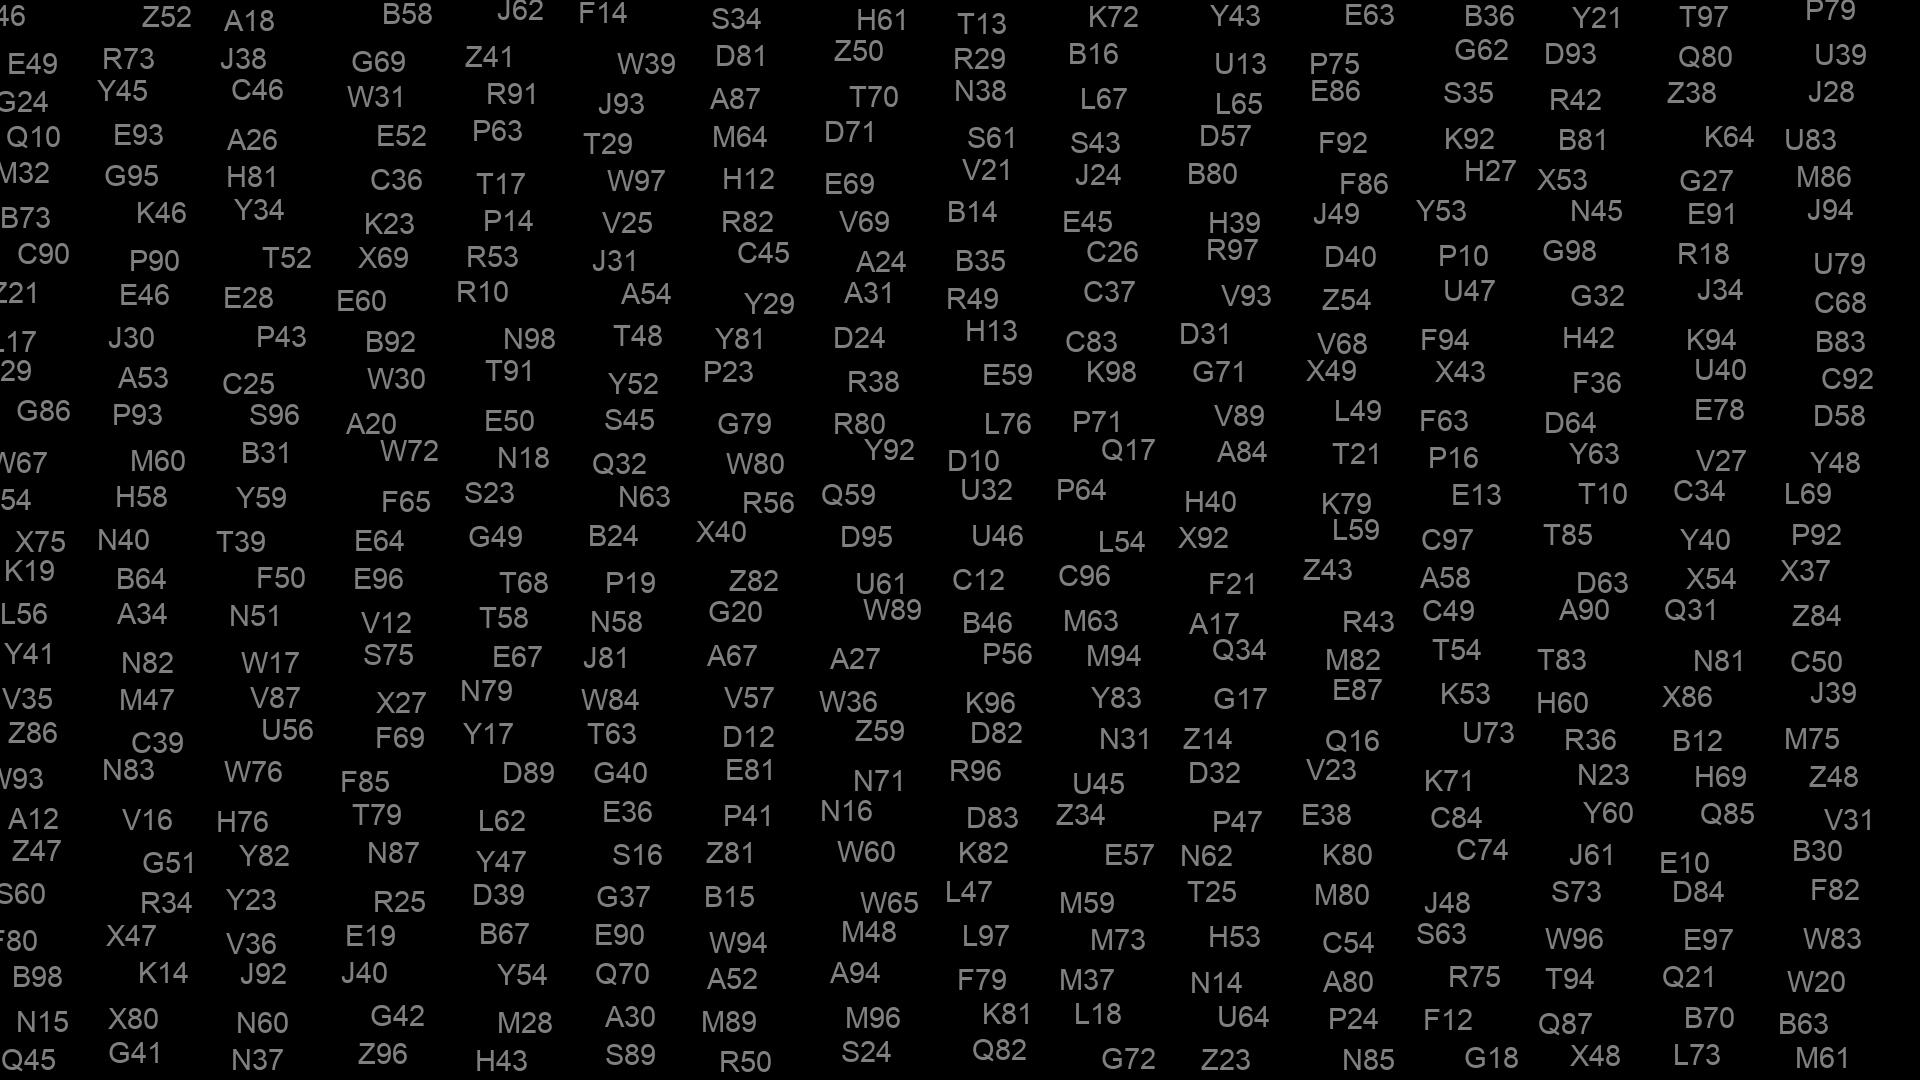 46 Z52 A18 B58 J62 F14 S34 H61 T13 K72 Y43 E63 B36 Y21 T97 P79
E49 R73 J38 G69 Z41 W39 D81 Z50 R29 B16 U13 P75 G62 D93 Q80 U39
G24 Y45 C46 W31 R91 J93 A87 T70 N38 L67 L65 E86 S35 R42 Z38 J28
Q10 E93 A26 E52 P63 T29 M64 D71 S61 S43 D57 F92 K92 B81 K64 U83
M32 G95 H81 C36 T17 W97 H12 E69 V21 J24 B80 F86 H27 X53 G27 M86
B73 K46 Y34 K23 P14 V25 R82 V69 B14 E45 H39 J49 Y53 N45 E91 J94
C90 P90 T52 X69 R53 J31 C45 A24 B35 C26 R97 D40 P10 G98 R18 U79
Z21 E46 E28 E60 R10 A54 Y29 A31 R49 C37 V93 Z54 U47 G32 J34 C68
L17 J30 P43 B92 N98 T48 Y81 D24 H13 C83 D31 V68 F94 H42 K94 B83
29 A53 C25 W30 T91 Y52 P23 R38 E59 K98 G71 X49 X43 F36 U40 C92
G86 P93 S96 A20 E50 S45 G79 R80 L76 P71 V89 L49 F63 D64 E78 D58
W67 M60 B31 W72 N18 Q32 W80 Y92 D10 Q17 A84 T21 P16 Y63 V27 Y48
54 H58 Y59 F65 S23 N63 R56 Q59 U32 P64 H40 K79 E13 T10 C34 L69
X75 N40 T39 E64 G49 B24 X40 D95 U46 L54 X92 L59 C97 T85 Y40 P92
K19 B64 F50 E96 T68 P19 Z82 U61 C12 C96 F21 Z43 A58 D63 X54 X37
L56 A34 N51 V12 T58 N58 G20 W89 B46 M63 A17 R43 C49 A90 Q31 Z84
Y41 N82 W17 S75 E67 J81 A67 A27 P56 M94 Q34 M82 T54 T83 N81 C50
V35 M47 V87 X27 N79 W84 V57 W36 K96 Y83 G17 E87 K53 H60 X86 J39
Z86 C39 U56 F69 Y17 T63 D12 Z59 D82 N31 Z14 Q16 U73 R36 B12 M75
W93 N83 W76 F85 D89 G40 E81 N71 R96 U45 D32 V23 K71 N23 H69 Z48
A12 V16 H76 T79 L62 E36 P41 N16 D83 Z34 P47 E38 C84 Y60 Q85 V31
Z47 G51 Y82 N87 Y47 S16 Z81 W60 K82 E57 N62 K80 C74 J61 E10 B30
S60 R34 Y23 R25 D39 G37 B15 W65 L47 M59 T25 M80 J48 S73 D84 F82
F80 X47 V36 E19 B67 E90 W94 M48 L97 M73 H53 C54 S63 W96 E97 W83
B98 K14 J92 J40 Y54 Q70 A52 A94 F79 M37 N14 A80 R75 T94 Q21 W20
N15 X80 N60 G42 M28 A30 M89 M96 K81 L18 U64 P24 F12 Q87 B70 B63
Q45 G41 N37 Z96 H43 S89 R50 S24 Q82 G72 Z23 N85 G18 X48 L73 M61